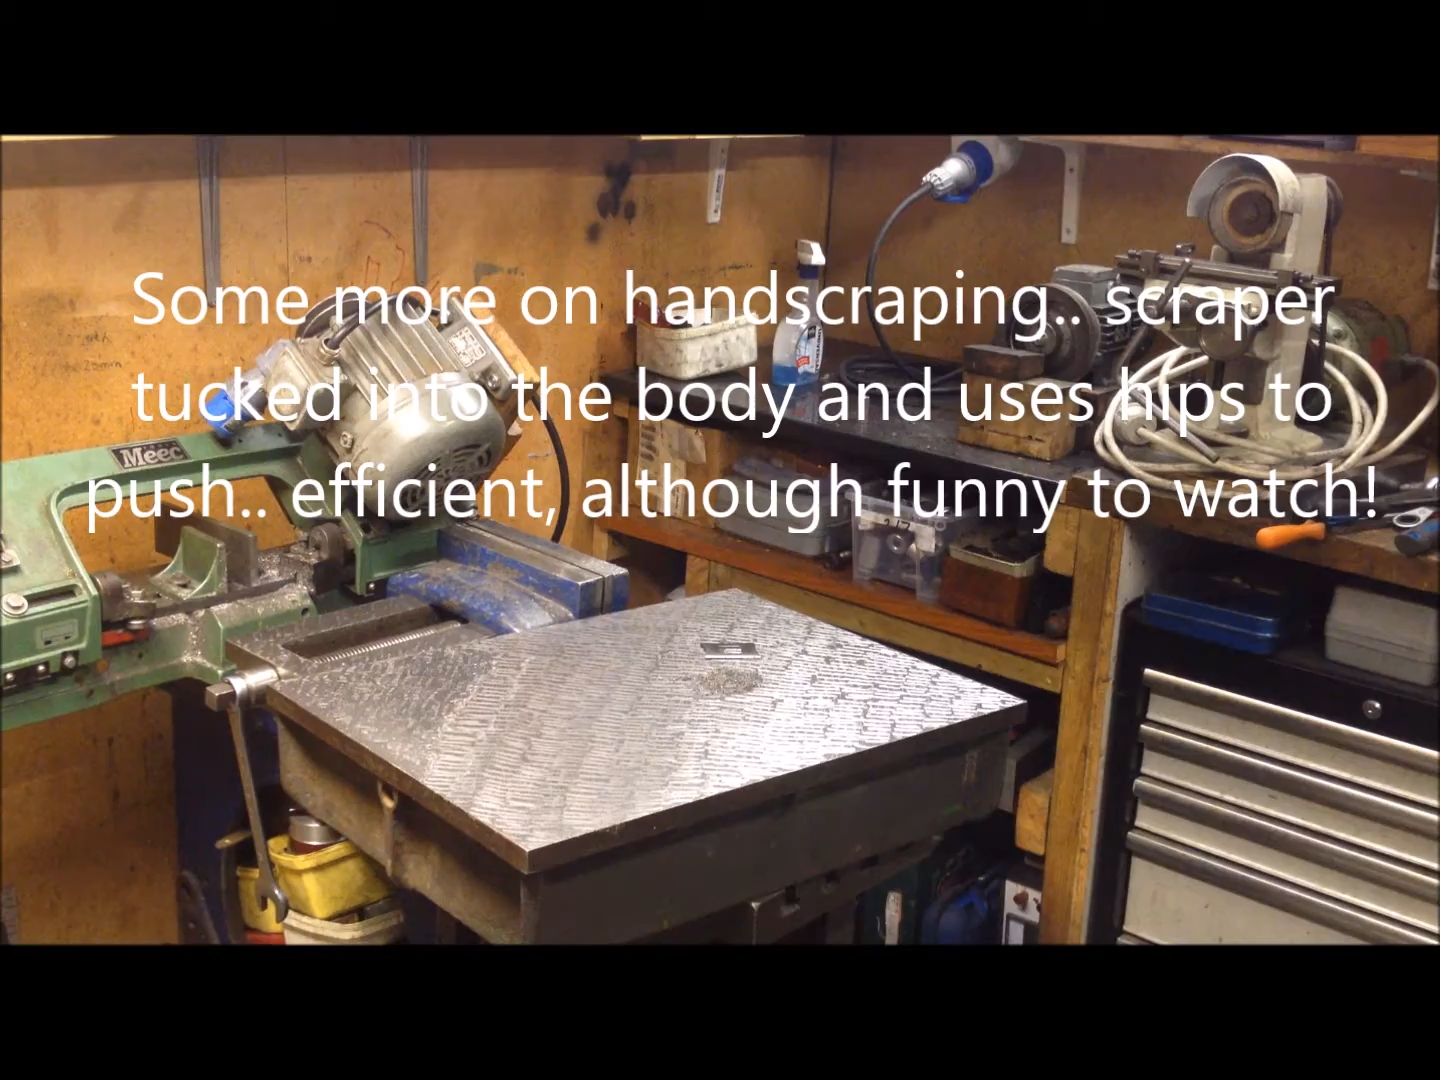 Some more on handscraping.. scraper
tucked into the body and uses hips to
push.. efficient, although funny to watch!
Meec